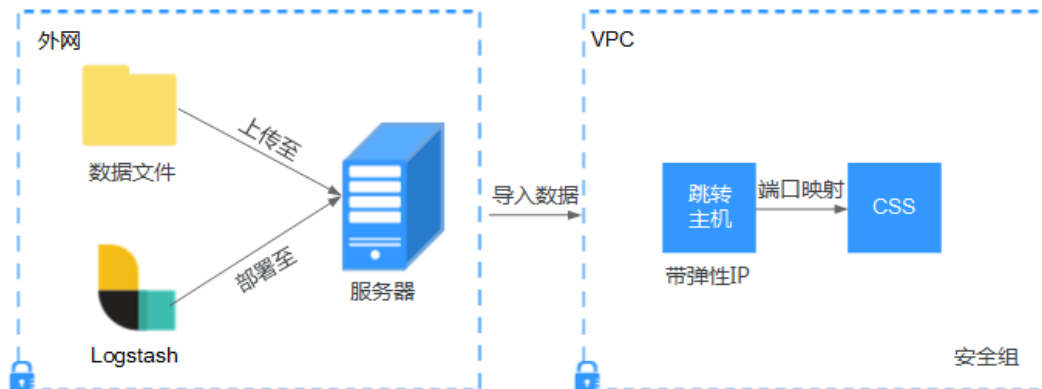 外网
数据文件
上传至
部署至
服务器
Logstash
导入数据
VPC
跳转
主机
端口映射
CSS
带弹性IP
安全组